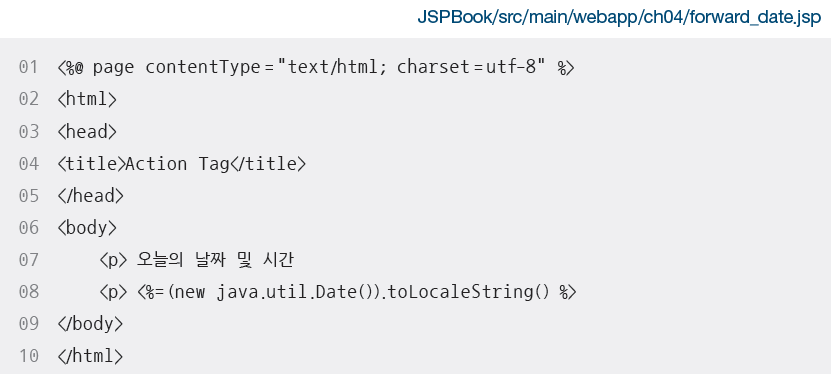 JSPBook/src/main/webapp/ch04/forward_date.jsp
01 <%@ page contentType="text/html; charset=utf-8" %>
02 <html>
03 <head>
04 <title>Action Tag</title>
05 </head>
06 <body>
07     <p> 오늘의 날짜 및 시간
08     <p> <%=(new java.util.Date()).toLocaleString() %>
09 </body>
10 </html>